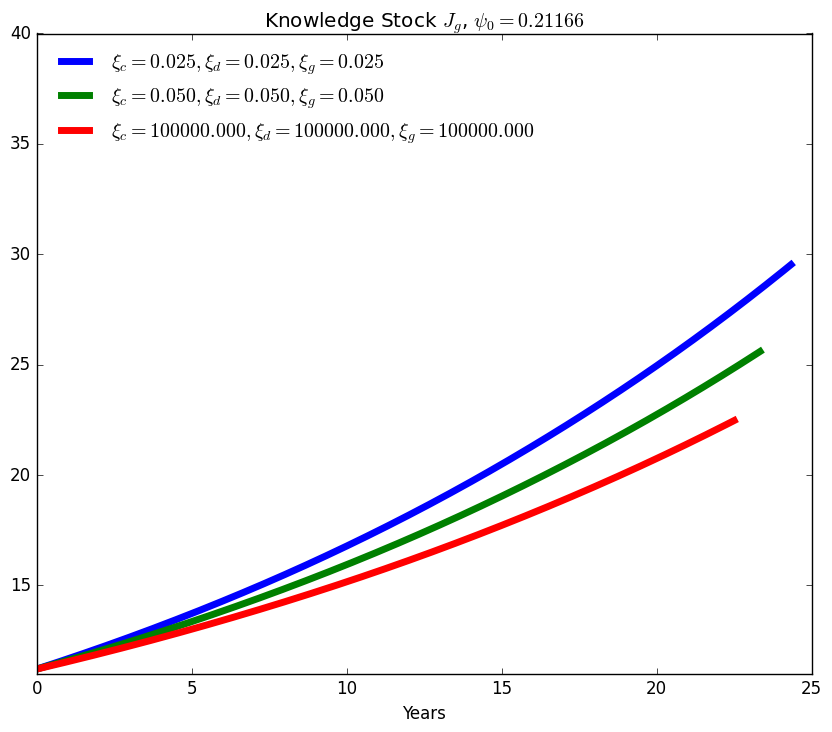 Knowledge Stock $J_g$, $\psi_0 = 0.21166$
40
$\xi_c = 0.025, \xi_d = 0.025, \xi_g = 0.025$
$\xi_c = 0.050, \xi_d = 0.050, \xi_g = 0.050$
$\xi_c = 100000.000, \xi_d = 100000.000, \xi_g = 100000.000$
35
30
25
20
15
0 5 10 15 20 25
Years